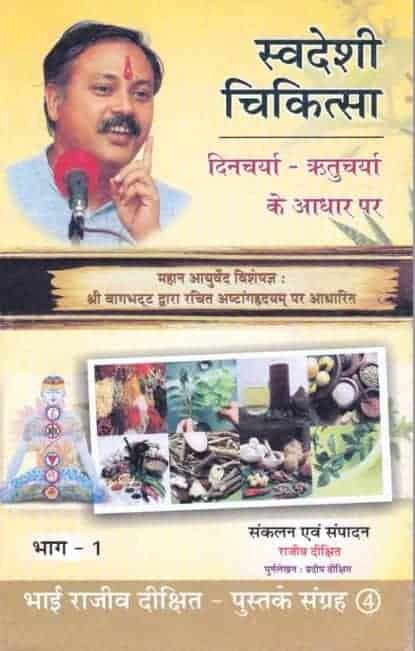 स्वदेशी
चिकित्सा
दिनचर्या - ऋतुचर्या
के आधार पर
महान आयुर्वेद विशेषज्ञ :
श्री वागभट्ट द्वारा रचित अष्टांगहृदयम् पर आधारित
संकलन एवं संपादन
राजीव दीक्षित
पुर्नलेखन : प्रदीप दीक्षित
भाग - 1
भाई राजीव दीक्षित - पुस्तक संग्रह 4